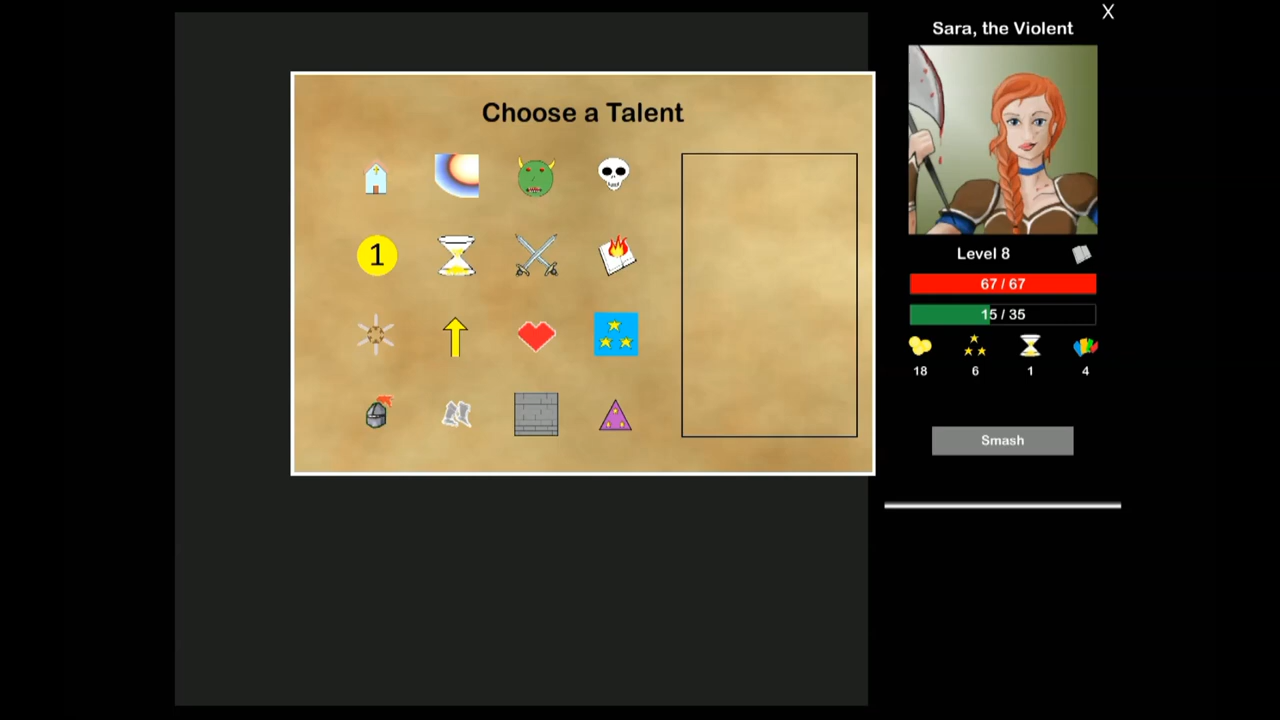 X
Sara, the Violent
Choose a Talent
1
Level 8
67 / 67
15 / 35
18 6 1 4
Smash